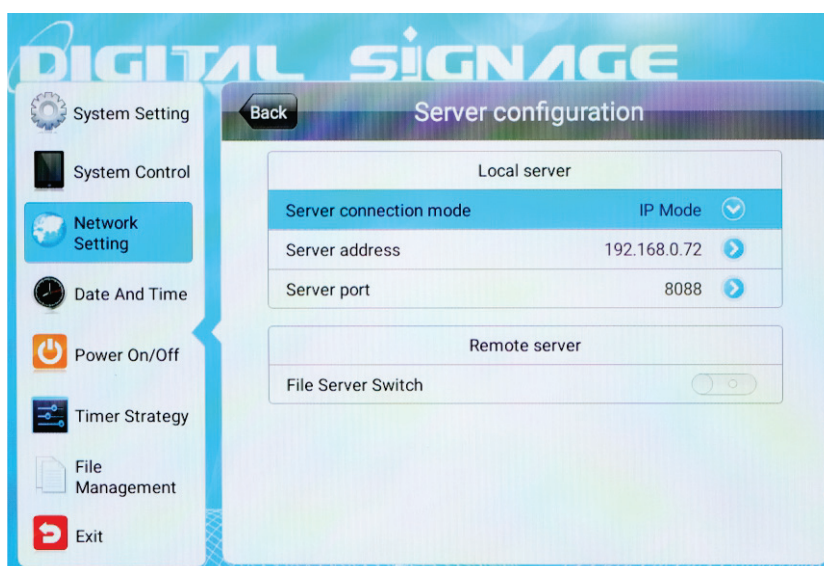 DIGITAL SiGNAGE
System Setting
System Control
Network
Setting
Date And Time
Power On/Off
Timer Strategy
File
Management
Exit
Back
Server configuration
Local server
Server connection mode IP Mode
Server address 192.168.0.72
Server port 8088
Remote server
File Server Switch